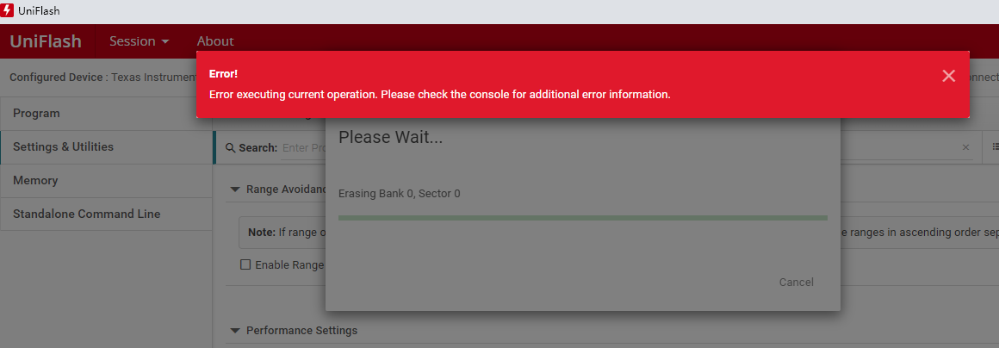 UniFlash
UniFlash Session About
Error!
Error executing current operation. Please check the console for additional error information.
Configured Device : Texas Instrument
Program
Settings & Utilities
Memory
Standalone Command Line
Search: Enter Pr
Range Avoidanc
Note: If range o
e ranges in ascending order sep
Enable Range
Please Wait...
Erasing Bank 0, Sector 0
Cancel
Performance Settings